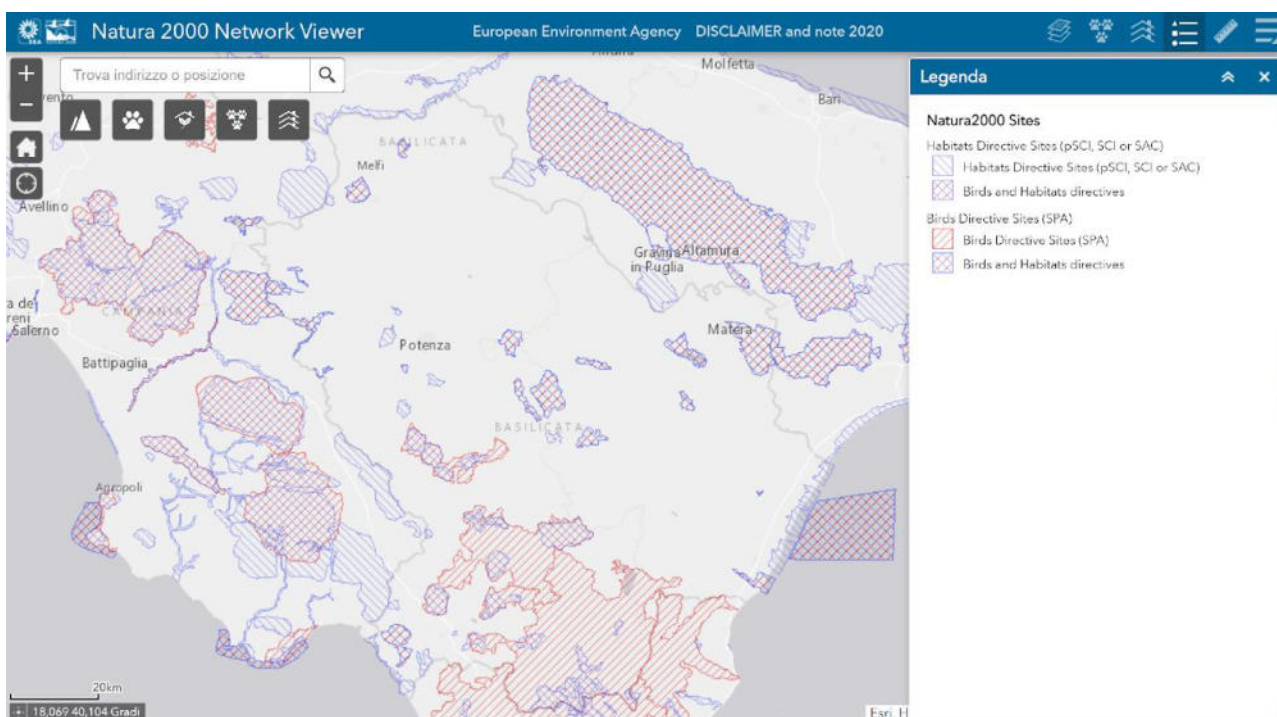 Natura 2000 Network Viewer
European Environment Agency DISCLAIMER and note 2020
+
−
Trova indirizzo o posizione
Legenda
Natura2000 Sites
Habitats Directive Sites (pSCI, SCI or SAC)
Habitats Directive Sites (pSCI, SCI or SAC)
Birds and Habitats directives
Birds Directive Sites (SPA)
Birds Directive Sites (SPA)
Birds and Habitats directives
Molfetta
Bari
BASILICATA
Melfi
Avellino
Gravina
in Puglia
Altamura
CAMPANIA
Salerno
Potenza
Matera
Battipaglia
BASILICATA
Agropoli
20km
18,069 40,104 Gradi
Esri, H